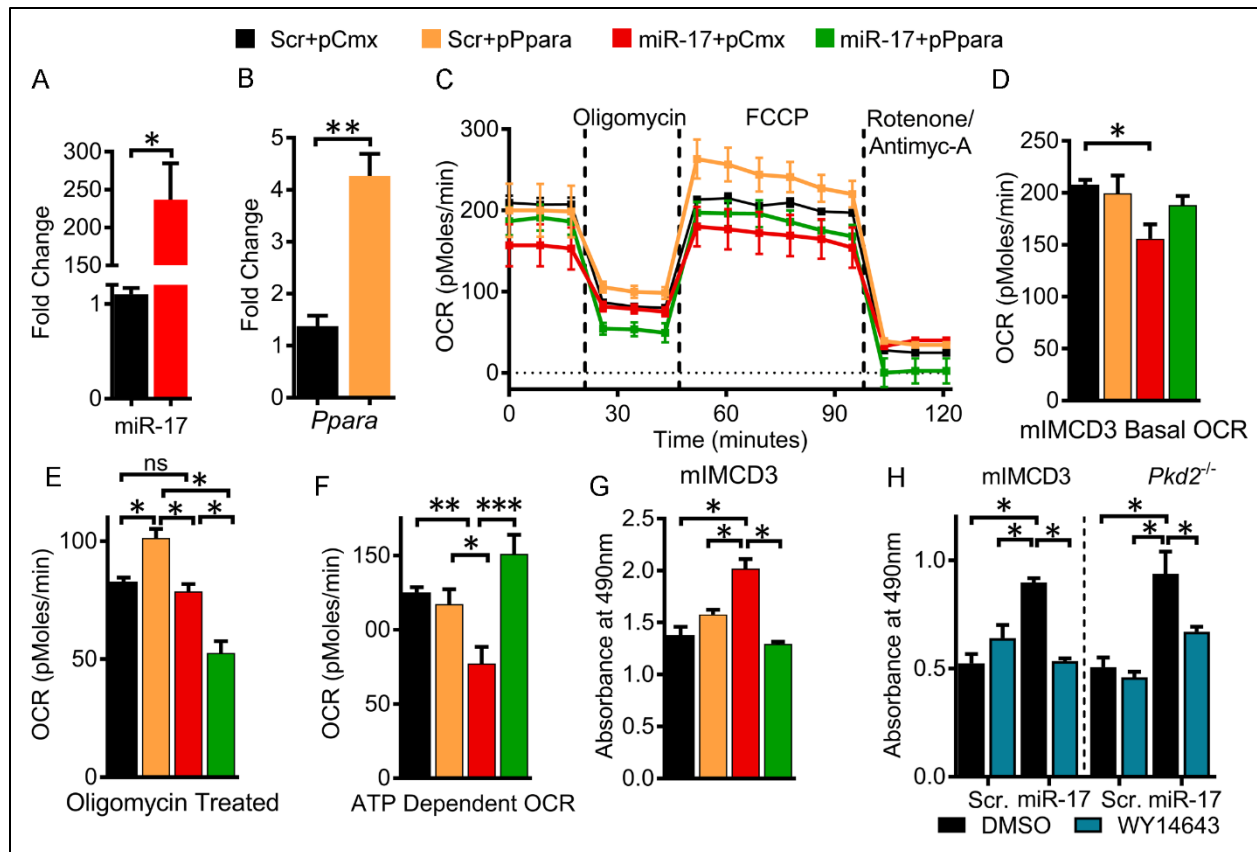 Scr+pCmx Scr+pPpara miR-17+pCmx miR-17+pPpara
A
*
300
250
200
150
100
50
1
0
Fold Change
miR-17
B
**
5
4
3
2
1
0
Fold Change
Ppara
C
Oligomycin FCCP Rotenone/
Antimyc-A
300
200
100
0
OCR (pMoles/min)
0 30 60 90 120
Time (minutes)
D
*
250
200
150
100
50
0
OCR (pMoles/min)
mIMCD3 Basal OCR
E
ns
*
* * *
100
50
0
OCR (pMoles/min)
Oligomycin Treated
F
** ***
*
150
00
50
0
OCR (pMoles/min)
ATP Dependent OCR
G
mIMCD3
*
* *
2.5
2.0
1.5
1.0
0.5
0.0
Absorbance at 490nm
H
mIMCD3 Pkd2-/-
* *
* * * *
1.0
0.5
0.0
Absorbance at 490nm
Scr. miR-17 Scr. miR-17
DMSO WY14643